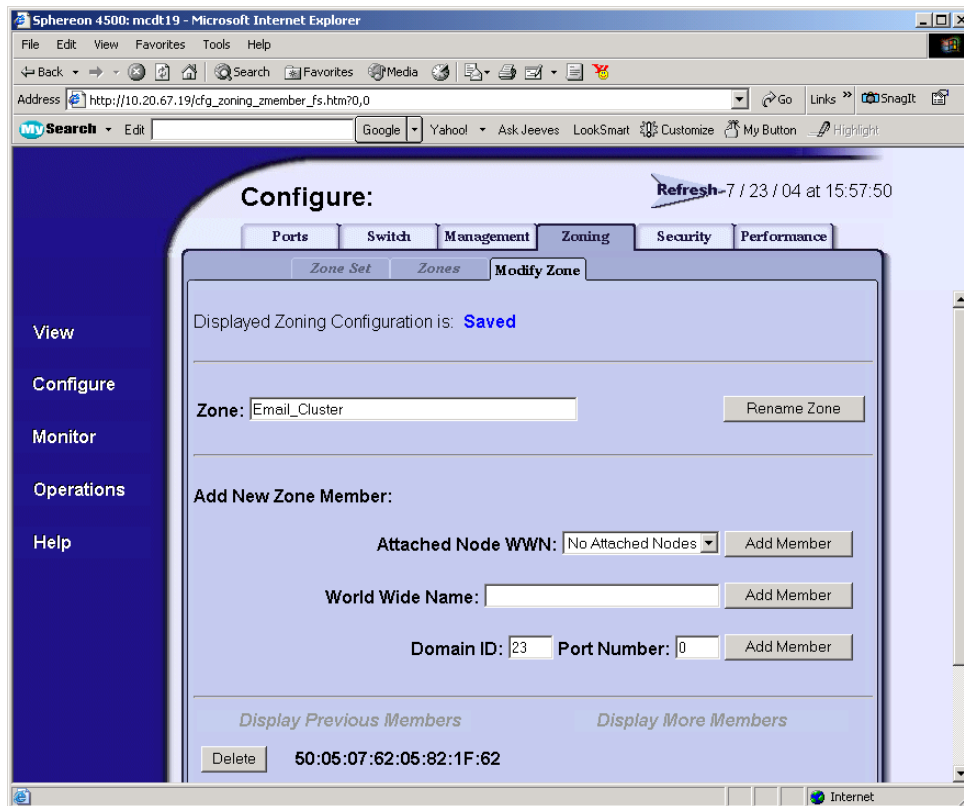 Sphereon 4500: mcdt19 - Microsoft Internet Explorer
File Edit View Favorites Tools Help
Back Search Favorites Media
Address http://10.20.67.19/cfg_zoning_zmember_fs.htm?0,0 Go Links » SnagIt
My Search Edit Google Yahoo! Ask Jeeves LookSmart Customize My Button Highlight
Configure: Refresh 7 / 23 / 04 at 15:57:50
Ports Switch Management Zoning Security Performance
Zone Set Zones Modify Zone
View
Configure
Monitor
Operations
Help
Displayed Zoning Configuration is: Saved
Zone: Email_Cluster Rename Zone
Add New Zone Member:
Attached Node WWN: No Attached Nodes Add Member
World Wide Name: Add Member
Domain ID: 23 Port Number: 0 Add Member
Display Previous Members Display More Members
Delete 50:05:07:62:05:82:1F:62
Internet